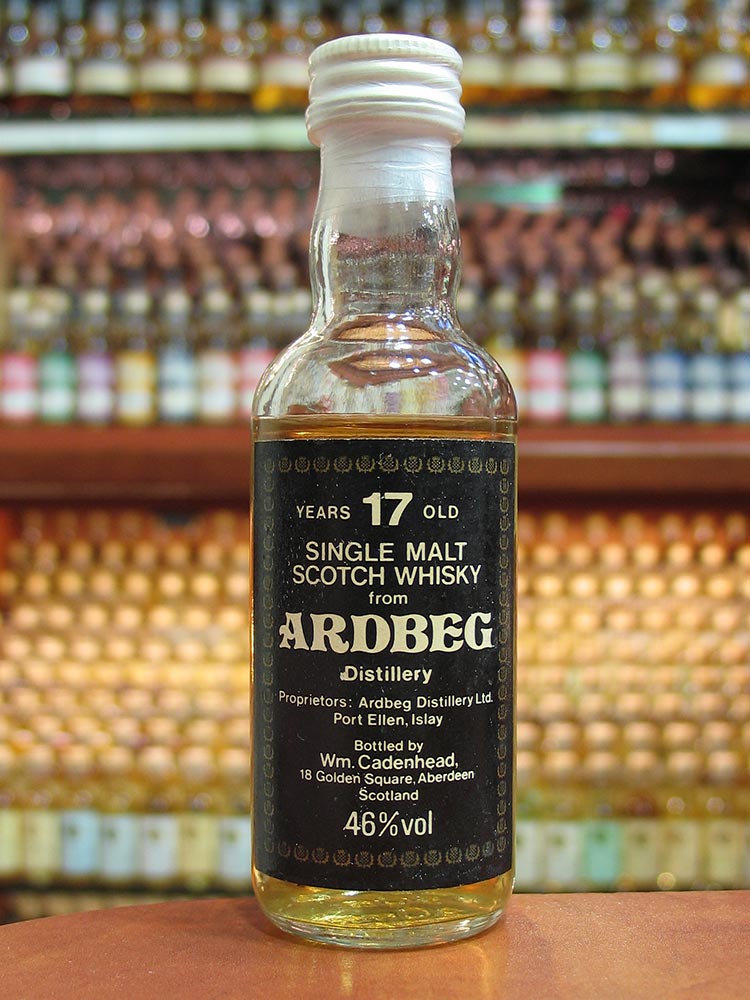 YEARS 17 OLD
SINGLE MALT
SCOTCH WHISKY
from
ARDBEG
Distillery
Proprietors: Ardbeg Distillery Ltd.
Port Ellen, Islay
Bottled by
Wm. Cadenhead,
18 Golden Square, Aberdeen
Scotland
46% vol